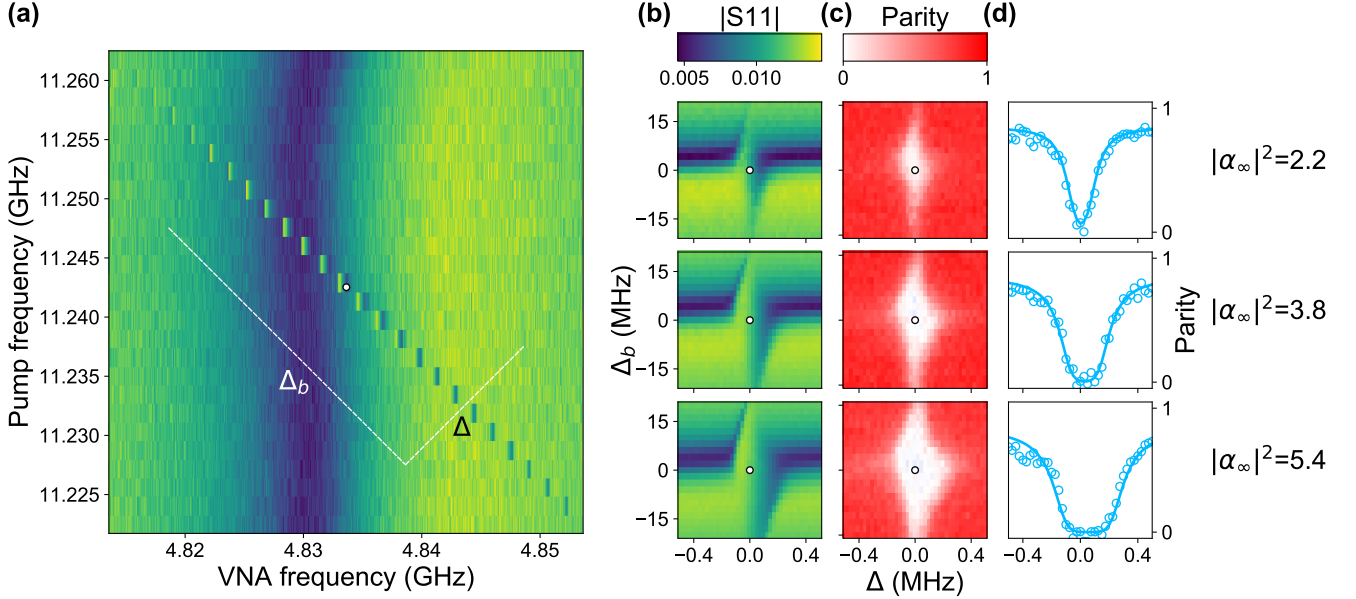 (a)
11.260
11.255
11.250
11.245
11.240
11.235
11.230
11.225
Pump frequency (GHz)
4.82
4.83
4.84
4.85
VNA frequency (GHz)
Δb
Δ
(b)
|S11|
0.005
0.010
15
0
−15
15
0
−15
15
0
−15
Δb (MHz)
−0.4
0.0
0.4
(c)
Parity
0
1
−0.4
0.0
0.4
Δ (MHz)
(d)
1
0
1
0
1
0
Parity
−0.4
0.0
0.4
|α∞|²=2.2
|α∞|²=3.8
|α∞|²=5.4